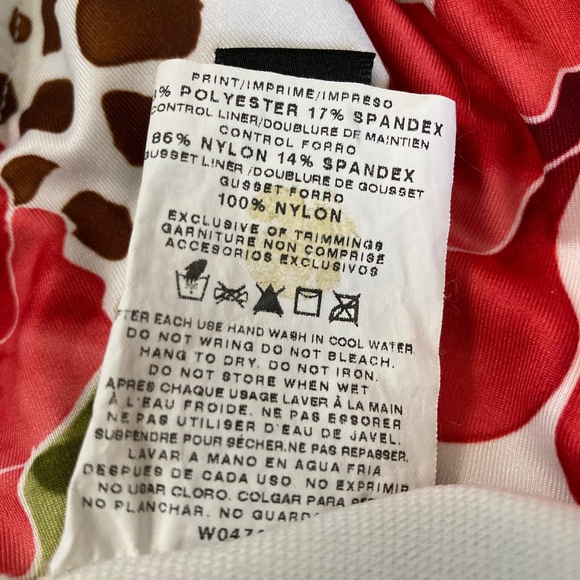 PRINT/IMPRIME/IMPRESO
% POLYESTER 17% SPANDEX
CONTROL LINER/DOUBLURE DE MAINTIEN
CONTROL FORRO
86% NYLON 14% SPANDEX
GUSSET LINER/DOUBLURE DE GOUSSET
GUSSET FORRO
100% NYLON
EXCLUSIVE OF TRIMMINGS
GARNITURE NON COMPRISE
ACCESORIOS EXCLUSIVOS
AFTER EACH USE HAND WASH IN COOL WATER
DO NOT WRING DO NOT BLEACH.
HANG TO DRY. DO NOT IRON.
DO NOT STORE WHEN WET
APRÈS CHAQUE USAGE LAVER À LA MAIN
À L'EAU FROIDE. NE PAS ESSORER
NE PAS UTILISER D'EAU DE JAVEL.
SUSPENDRE POUR SÉCHER.NE PAS REPASSER.
LAVAR A MANO EN AGUA FRIA
DESPUES DE CADA USO. NO EXPRIMIR
NO USAR CLORO. COLGAR PARA
NO PLANCHAR. NO